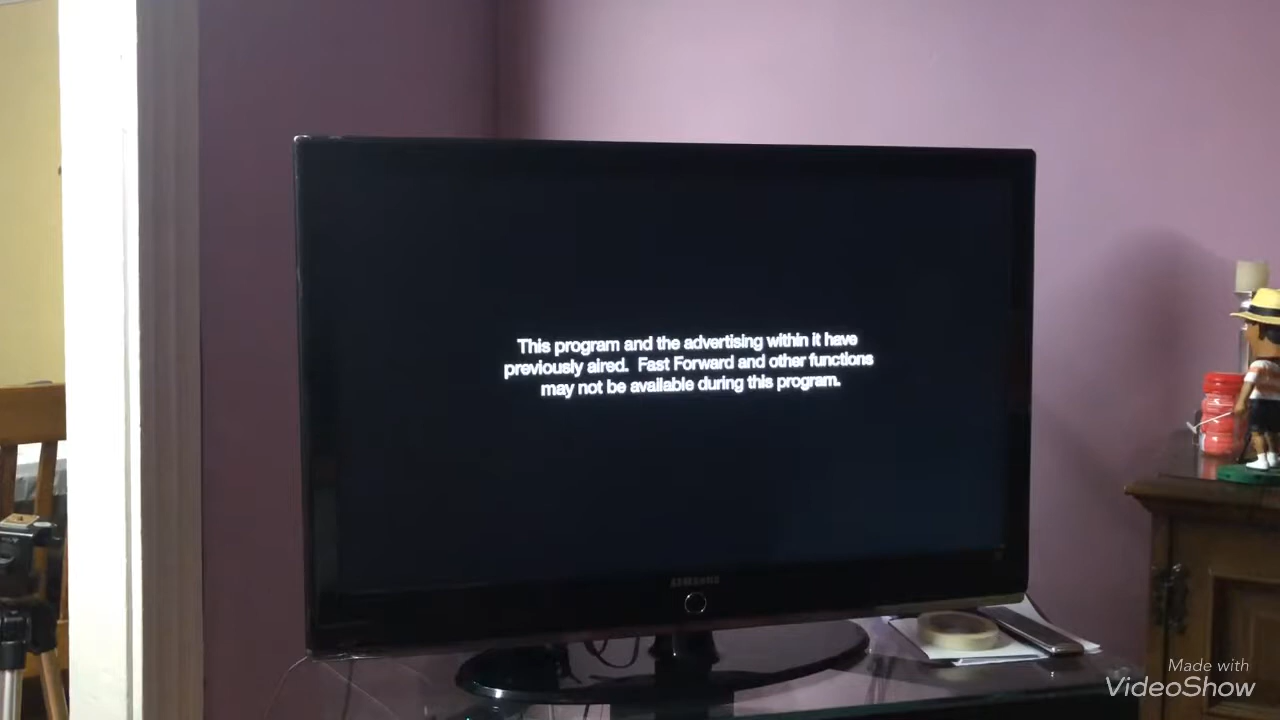 This program and the advertising within it have
previously aired.  Fast Forward and other functions
may not be available during this program.
SAMSUNG
Made with
VideoShow